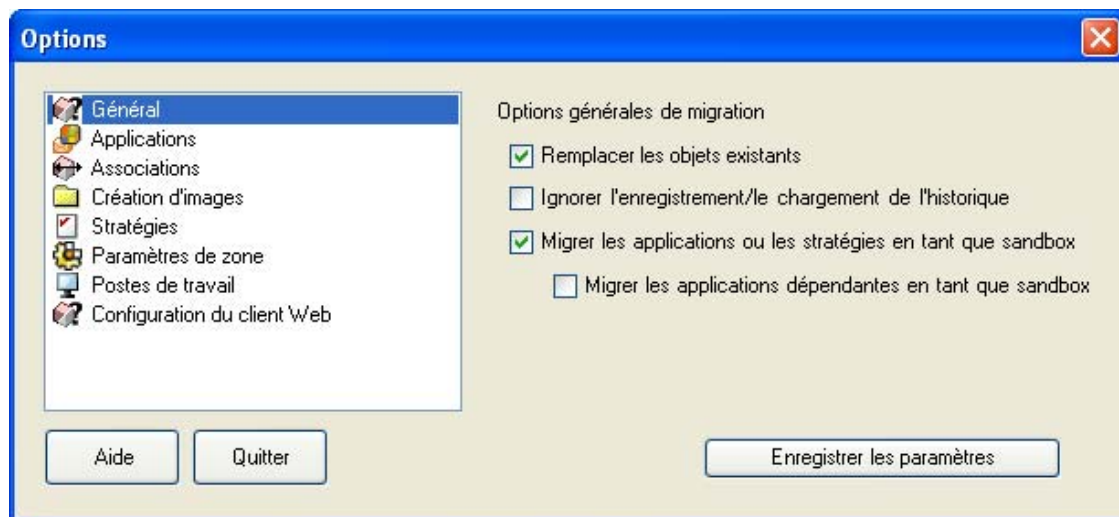 Options
Général
Applications
Associations
Création d'images
Stratégies
Paramètres de zone
Postes de travail
Configuration du client Web
Options générales de migration
Remplacer les objets existants
Ignorer l'enregistrement/le chargement de l'historique
Migrer les applications ou les stratégies en tant que sandbox
Migrer les applications dépendantes en tant que sandbox
Aide
Quitter
Enregistrer les paramètres